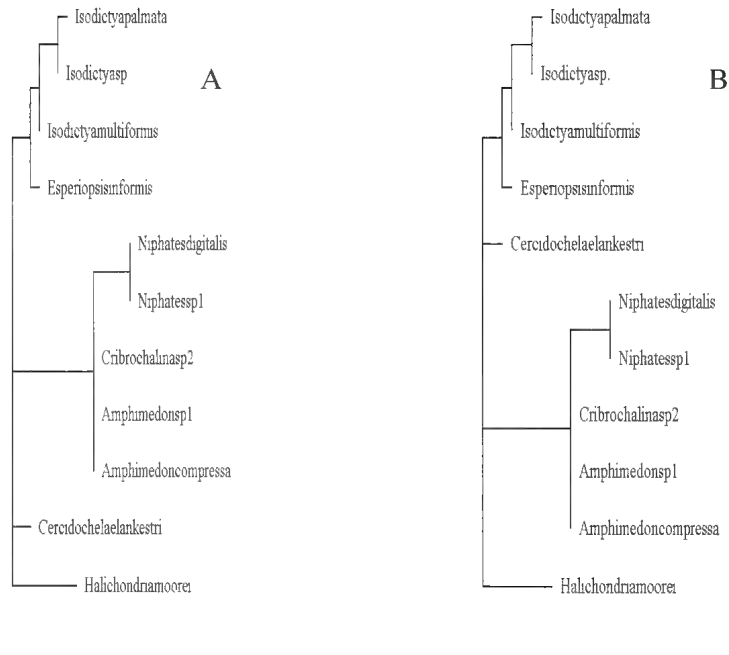 Isodictyapalmata
Isodictyasp
A
Isodictyamultiformis
Esperiopsisinformis
Niphatesdigitalis
Niphatessp1
Cribrochalinasp2
Amphimedonsp1
Amphimedoncompressa
Cercidochelaelankestri
Halichondriamoorei
Isodictyapalmata
Isodictyasp.
B
Isodictyamultiformis
Esperiopsisinformis
Cercidochelaelankestri
Niphatesdigitalis
Niphatessp1
Cribrochalinasp2
Amphimedonsp1
Amphimedoncompressa
Halichondriamoorei